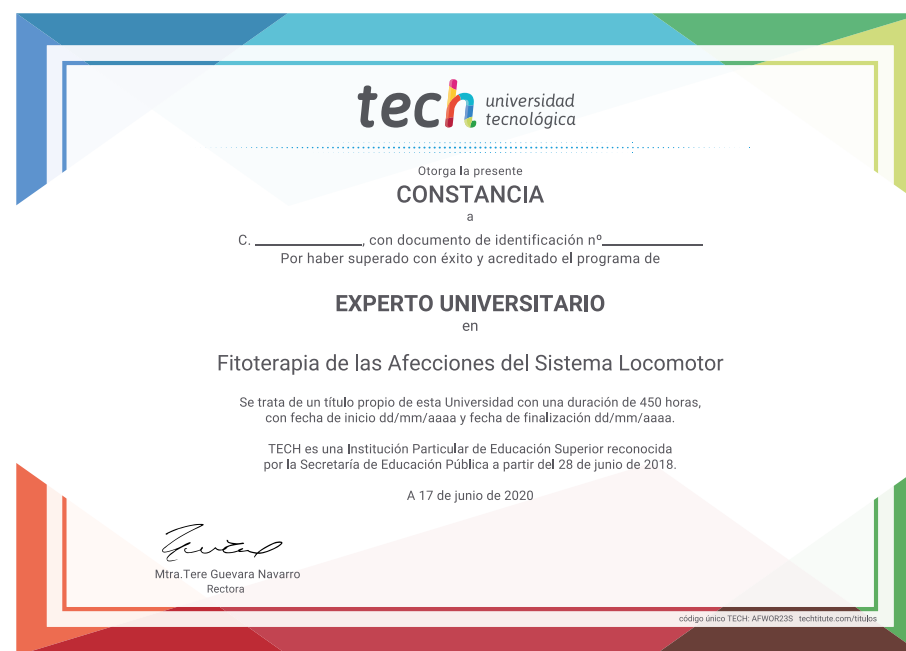 tech universidad
tecnológica
Otorga la presente
CONSTANCIA
a
C. ______________, con documento de identificación nº______________
Por haber superado con éxito y acreditado el programa de
EXPERTO UNIVERSITARIO
en
Fitoterapia de las Afecciones del Sistema Locomotor
Se trata de un título propio de esta Universidad con una duración de 450 horas,
con fecha de inicio dd/mm/aaaa y fecha de finalización dd/mm/aaaa.
TECH es una Institución Particular de Educación Superior reconocida
por la Secretaría de Educación Pública a partir del 28 de junio de 2018.
A 17 de junio de 2020
Mtra.Tere Guevara Navarro
Rectora
código único TECH: AFWOR23S techtitute.com/titulos